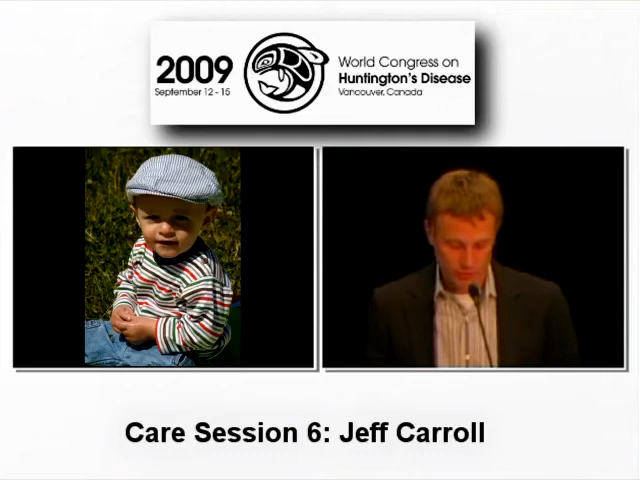 2009
September 12 - 15
World Congress on
Huntington's Disease
Vancouver, Canada
Care Session 6: Jeff Carroll